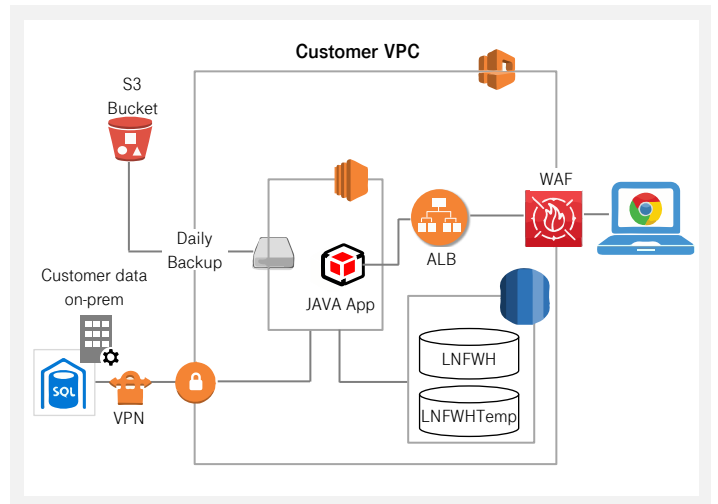 Customer VPC
S3
Bucket
WAF
Daily
Backup
ALB
Customer data
on-prem
JAVA App
LNFWH
SQL
LNFWHTemp
VPN